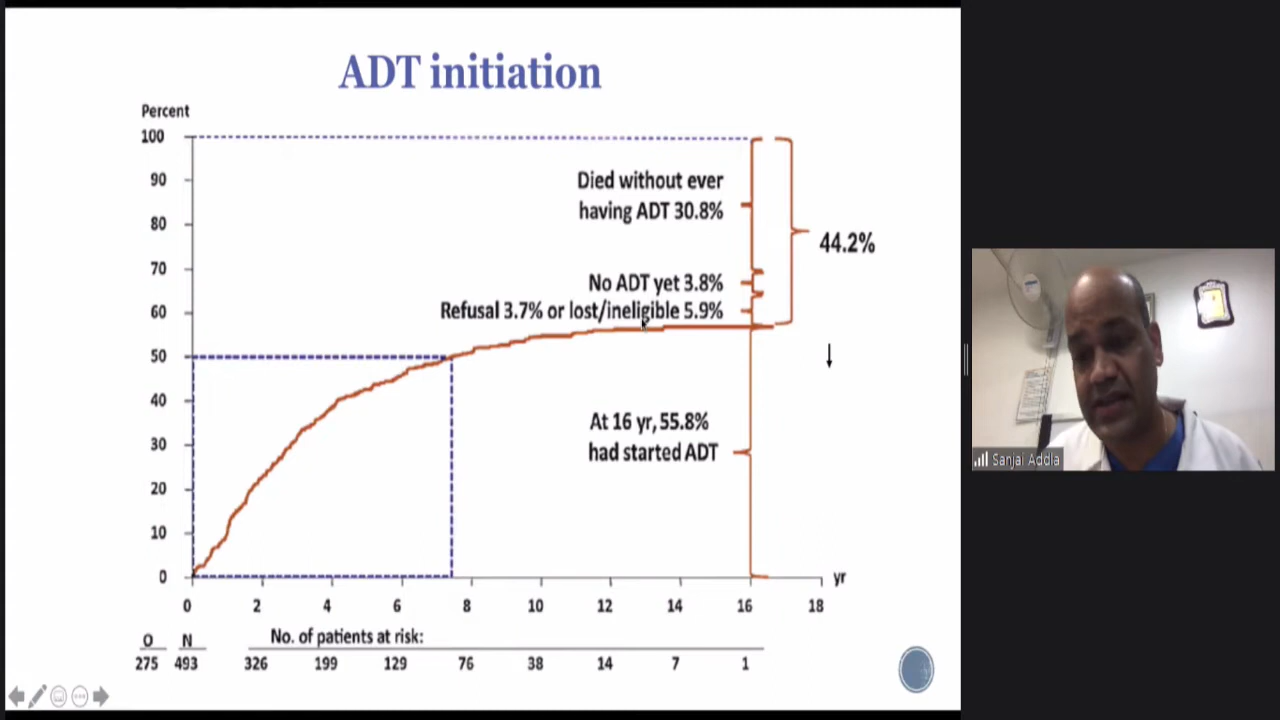 ADT initiation
Percent
100
90
80
70
60
50
40
30
20
10
0
Died without ever
having ADT 30.8%
No ADT yet 3.8%
Refusal 3.7% or lost/ineligible 5.9%
44.2%
At 16 yr, 55.8%
had started ADT
yr
0 2 4 6 8 10 12 14 16 18
O N No. of patients at risk:
275 493 326 199 129 76 38 14 7 1
Sanjai Addla